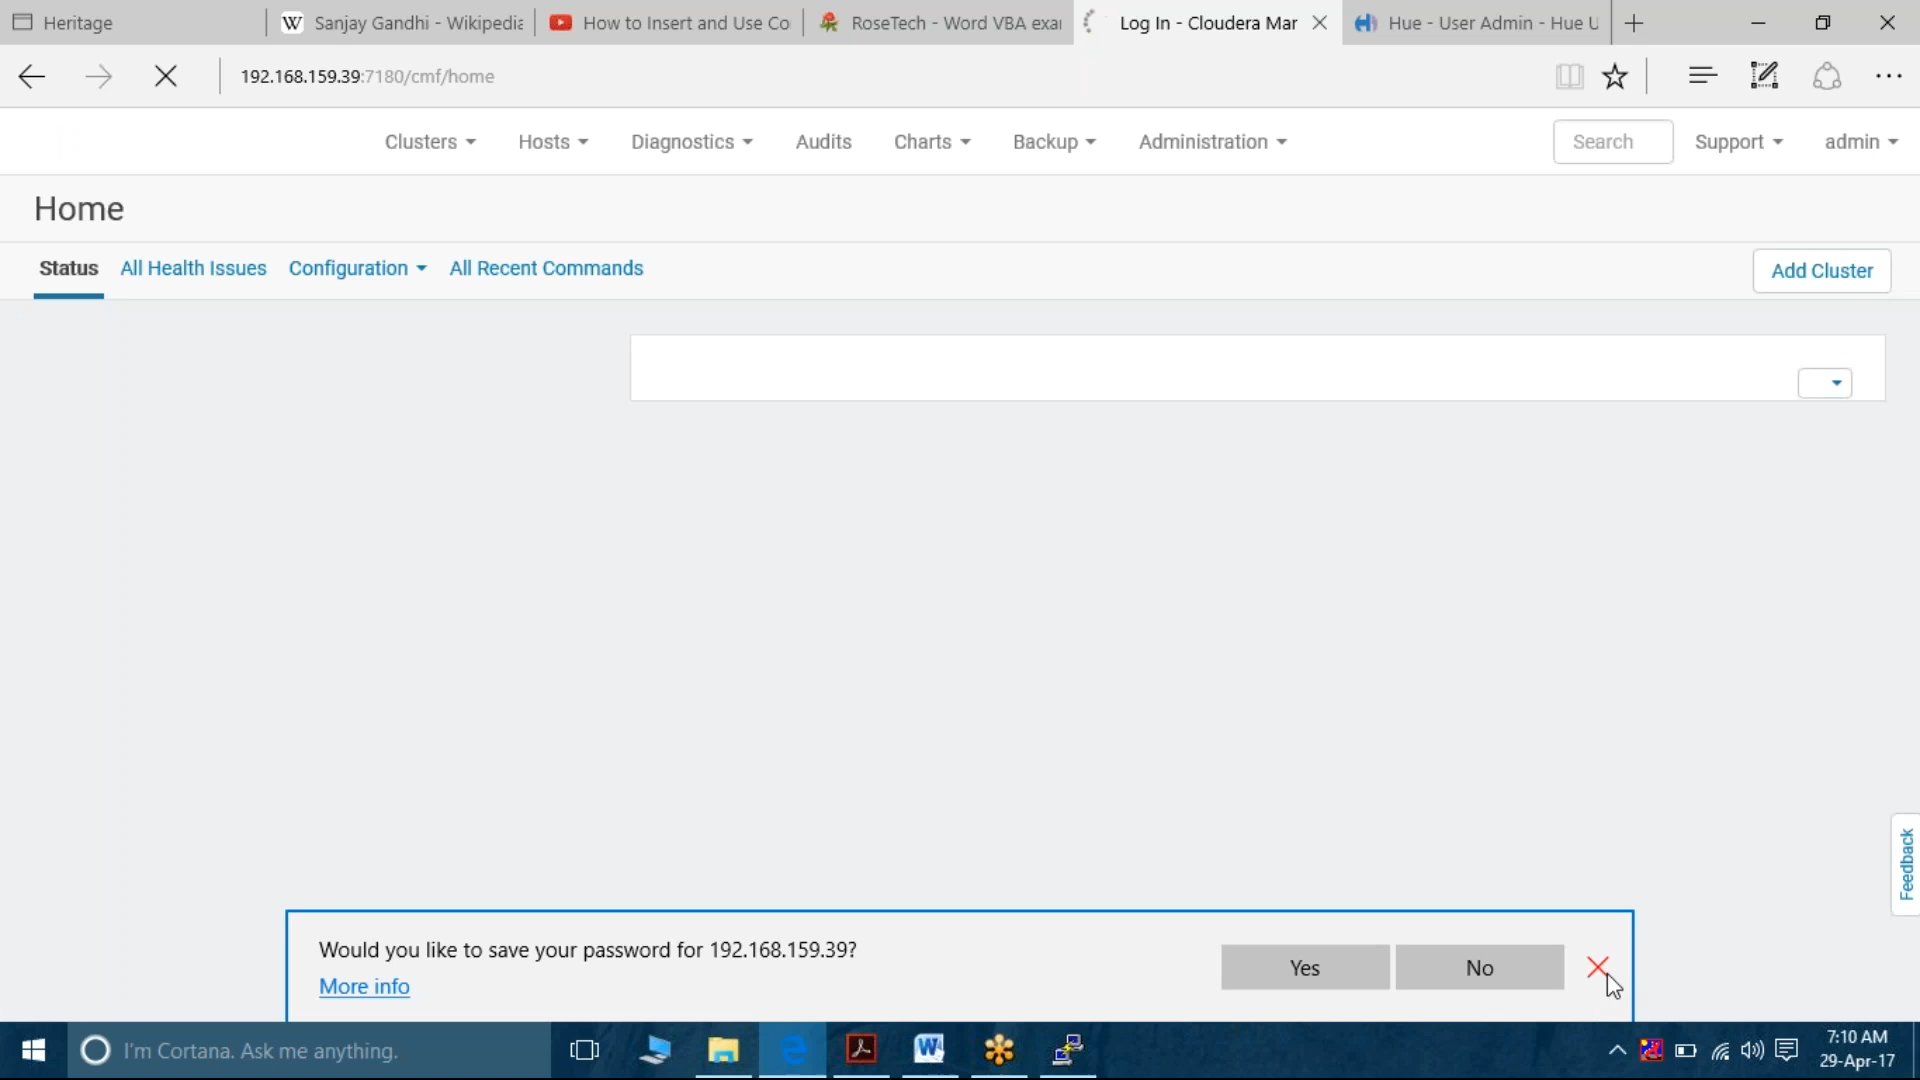 Heritage
W Sanjay Gandhi - Wikipedia
How to Insert and Use Co
RoseTech - Word VBA exar
Log In - Cloudera Mar
Hue - User Admin - Hue U
192.168.159.39:7180/cmf/home
Clusters
Hosts
Diagnostics
Audits
Charts
Backup
Administration
Search
Support
admin
Home
Status
All Health Issues
Configuration
All Recent Commands
Add Cluster
Feedback
Would you like to save your password for 192.168.159.39?
More info
Yes
No
I'm Cortana. Ask me anything.
7:10 AM
29-Apr-17